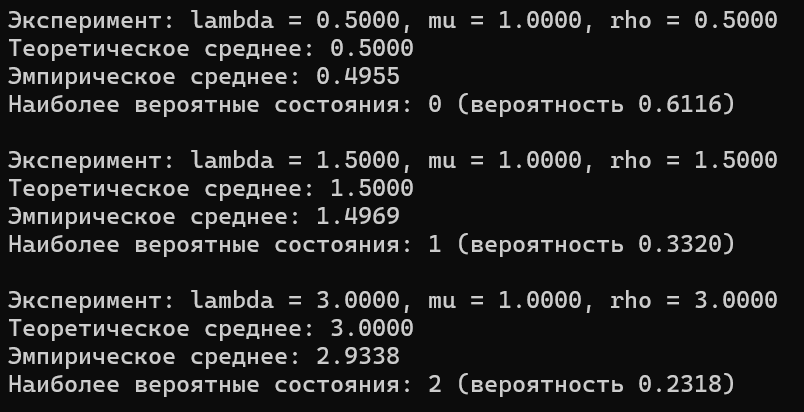 Эксперимент: lambda = 0.5000, mu = 1.0000, rho = 0.5000
Теоретическое среднее: 0.5000
Эмпирическое среднее: 0.4955
Наиболее вероятные состояния: 0 (вероятность 0.6116)
Эксперимент: lambda = 1.5000, mu = 1.0000, rho = 1.5000
Теоретическое среднее: 1.5000
Эмпирическое среднее: 1.4969
Наиболее вероятные состояния: 1 (вероятность 0.3320)
Эксперимент: lambda = 3.0000, mu = 1.0000, rho = 3.0000
Теоретическое среднее: 3.0000
Эмпирическое среднее: 2.9338
Наиболее вероятные состояния: 2 (вероятность 0.2318)